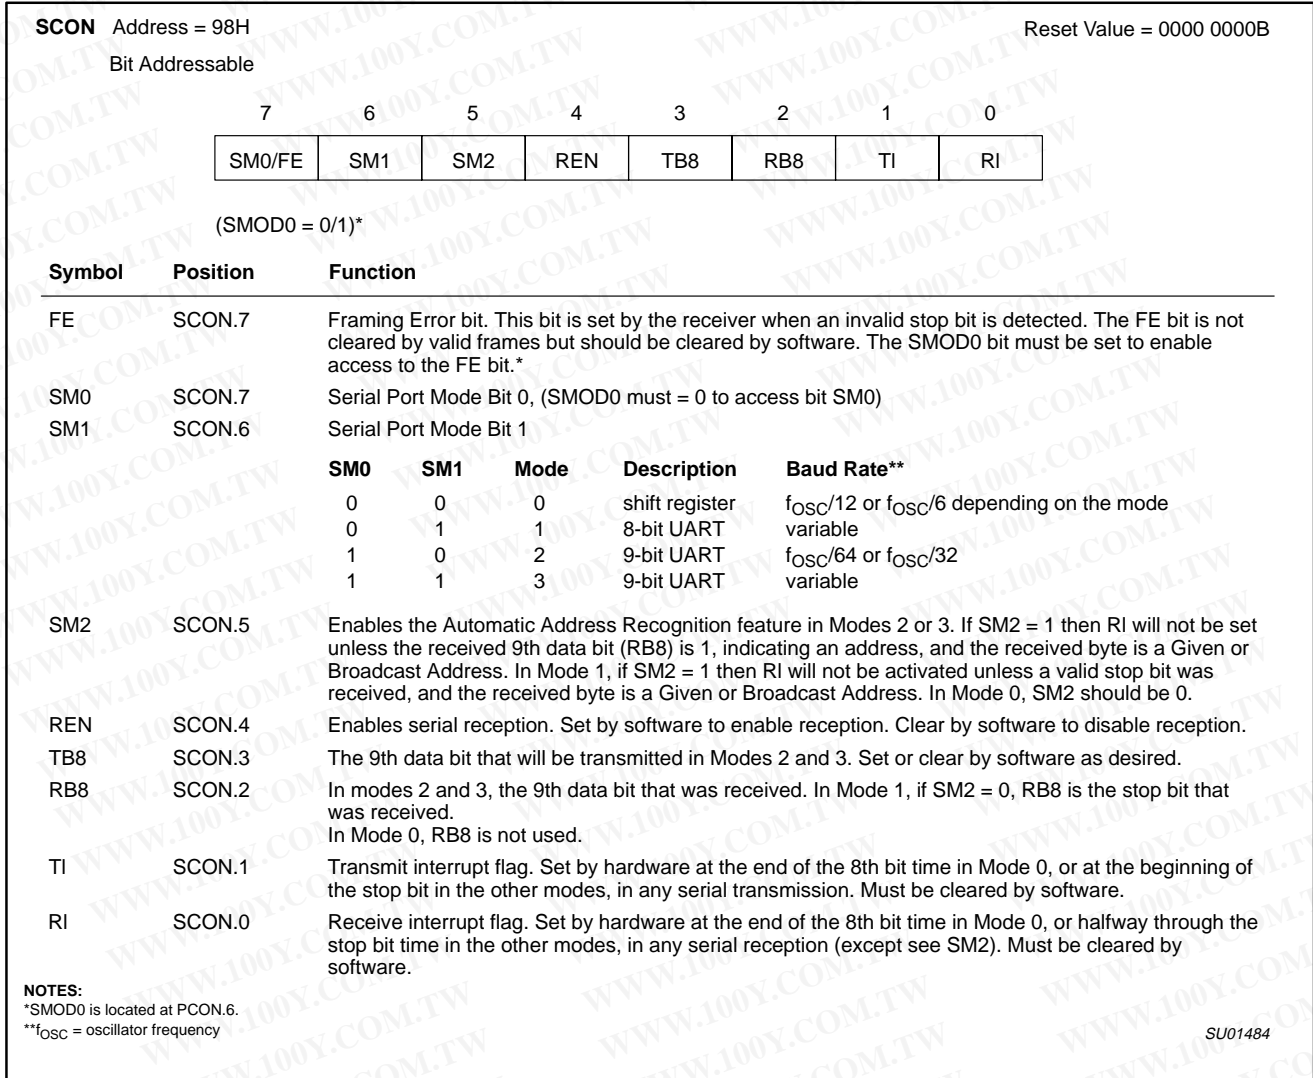 SCON Address = 98H Reset Value = 0000 0000B
Bit Addressable
7 6 5 4 3 2 1 0
SM0/FE SM1 SM2 REN TB8 RB8 TI RI
(SMOD0 = 0/1)*
Symbol Position Function
FE SCON.7 Framing Error bit. This bit is set by the receiver when an invalid stop bit is detected. The FE bit is not
cleared by valid frames but should be cleared by software. The SMOD0 bit must be set to enable
access to the FE bit.*
SM0 SCON.7 Serial Port Mode Bit 0, (SMOD0 must = 0 to access bit SM0)
SM1 SCON.6 Serial Port Mode Bit 1
SM0 SM1 Mode Description Baud Rate**
0 0 0 shift register fOSC/12 or fOSC/6 depending on the mode
0 1 1 8-bit UART variable
1 0 2 9-bit UART fOSC/64 or fOSC/32
1 1 3 9-bit UART variable
SM2 SCON.5 Enables the Automatic Address Recognition feature in Modes 2 or 3. If SM2 = 1 then RI will not be set
unless the received 9th data bit (RB8) is 1, indicating an address, and the received byte is a Given or
Broadcast Address. In Mode 1, if SM2 = 1 then RI will not be activated unless a valid stop bit was
received, and the received byte is a Given or Broadcast Address. In Mode 0, SM2 should be 0.
REN SCON.4 Enables serial reception. Set by software to enable reception. Clear by software to disable reception.
TB8 SCON.3 The 9th data bit that will be transmitted in Modes 2 and 3. Set or clear by software as desired.
RB8 SCON.2 In modes 2 and 3, the 9th data bit that was received. In Mode 1, if SM2 = 0, RB8 is the stop bit that
was received.
In Mode 0, RB8 is not used.
TI SCON.1 Transmit interrupt flag. Set by hardware at the end of the 8th bit time in Mode 0, or at the beginning of
the stop bit in the other modes, in any serial transmission. Must be cleared by software.
RI SCON.0 Receive interrupt flag. Set by hardware at the end of the 8th bit time in Mode 0, or halfway through the
stop bit time in the other modes, in any serial reception (except see SM2). Must be cleared by
software.
NOTES:
*SMOD0 is located at PCON.6.
**fOSC = oscillator frequency
SU01484
WWW.100Y.COM.TW